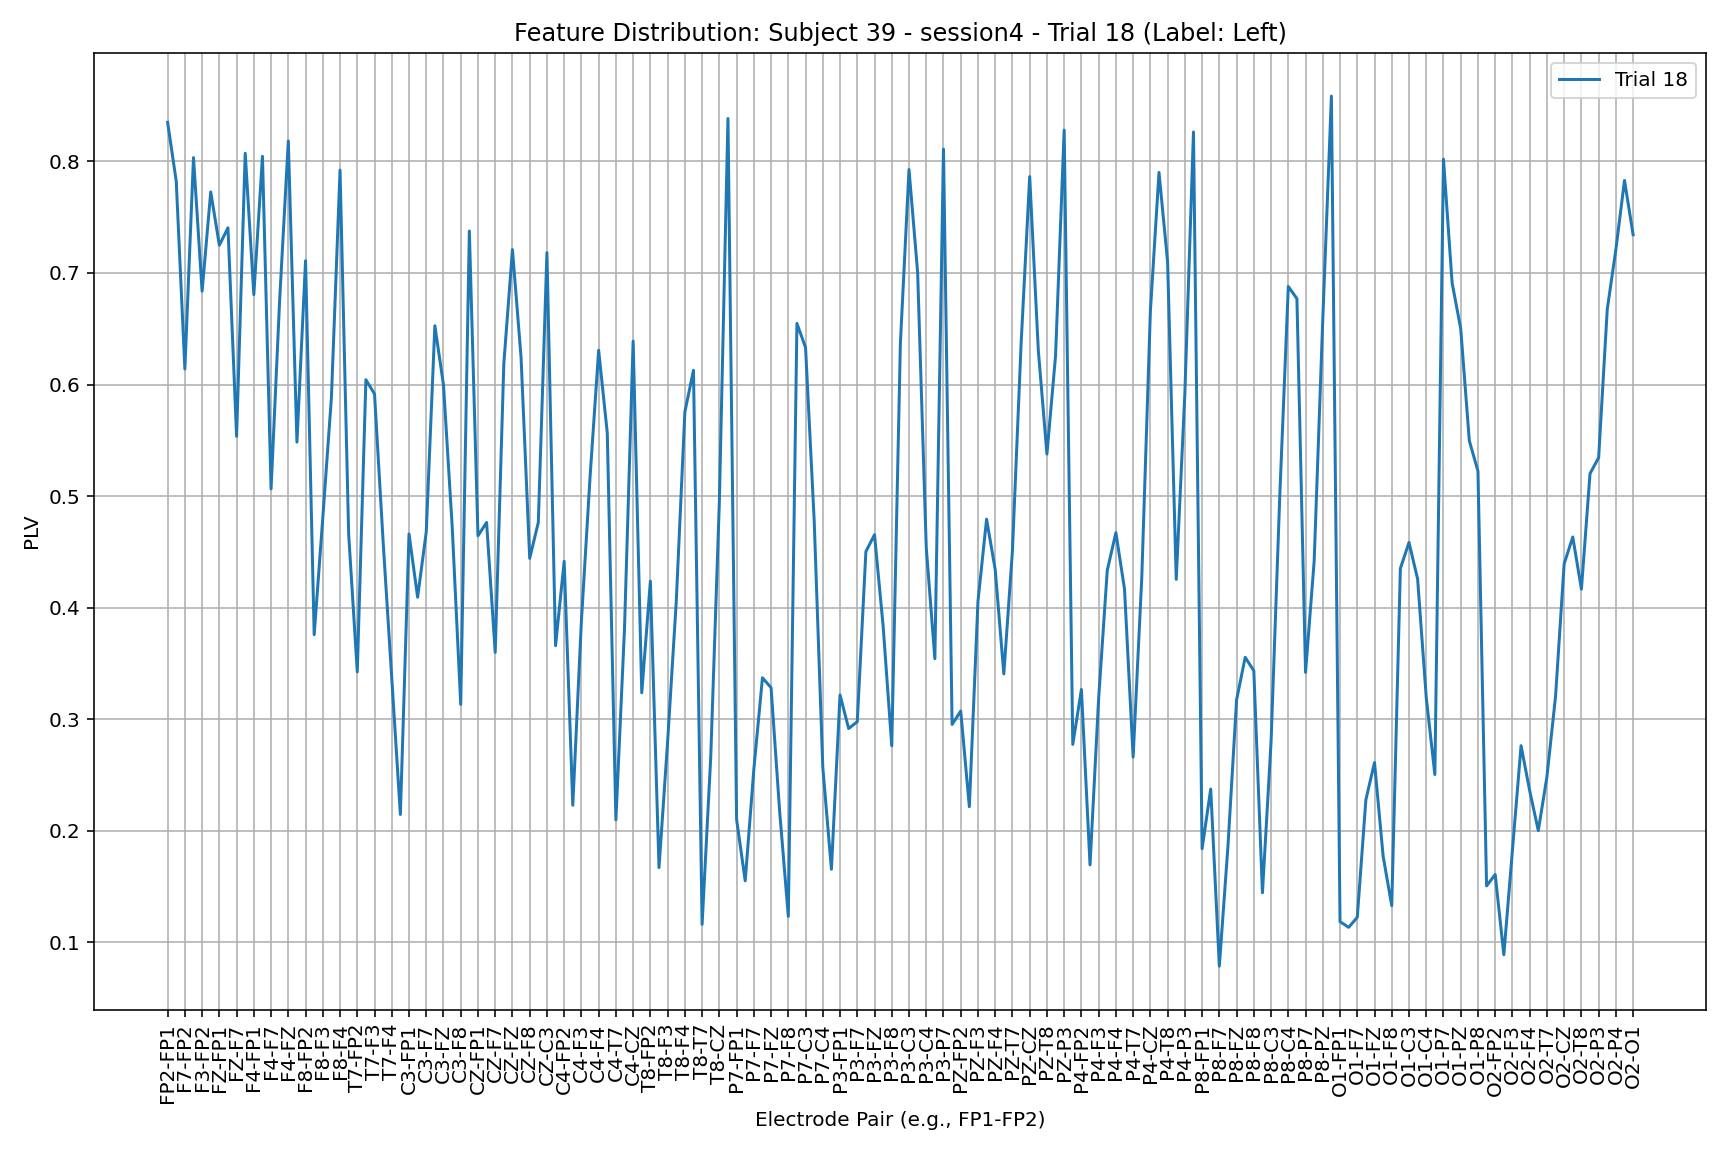 Feature Distribution: Subject 39 - session4 - Trial 18 (Label: Left)
Trial 18
PLV
0.8
0.7
0.6
0.5
0.4
0.3
0.2
0.1
FP2-FP1
F7-FP2
F3-FP2
FZ-FP1
FZ-F7
F4-FP1
F4-F7
F4-FZ
F8-FP2
F8-F3
F8-F4
T7-FP2
T7-F3
T7-F4
C3-FP1
C3-F7
C3-FZ
C3-F8
CZ-FP1
CZ-F7
CZ-FZ
CZ-F8
CZ-C3
C4-FP2
C4-F3
C4-F4
C4-T7
C4-CZ
T8-FP2
T8-F3
T8-F4
T8-T7
T8-CZ
P7-FP1
P7-F7
P7-FZ
P7-F8
P7-C3
P7-C4
P3-FP1
P3-F7
P3-FZ
P3-F8
P3-C3
P3-C4
P3-P7
PZ-FP2
PZ-F3
PZ-F4
PZ-T7
PZ-CZ
PZ-T8
PZ-P3
P4-FP2
P4-F3
P4-F4
P4-T7
P4-CZ
P4-T8
P4-P3
P8-FP1
P8-F7
P8-FZ
P8-F8
P8-C3
P8-C4
P8-P7
P8-PZ
O1-FP1
O1-F7
O1-FZ
O1-F8
O1-C3
O1-C4
O1-P7
O1-PZ
O1-P8
O2-FP2
O2-F3
O2-F4
O2-T7
O2-CZ
O2-T8
O2-P3
O2-P4
O2-O1
Electrode Pair (e.g., FP1-FP2)